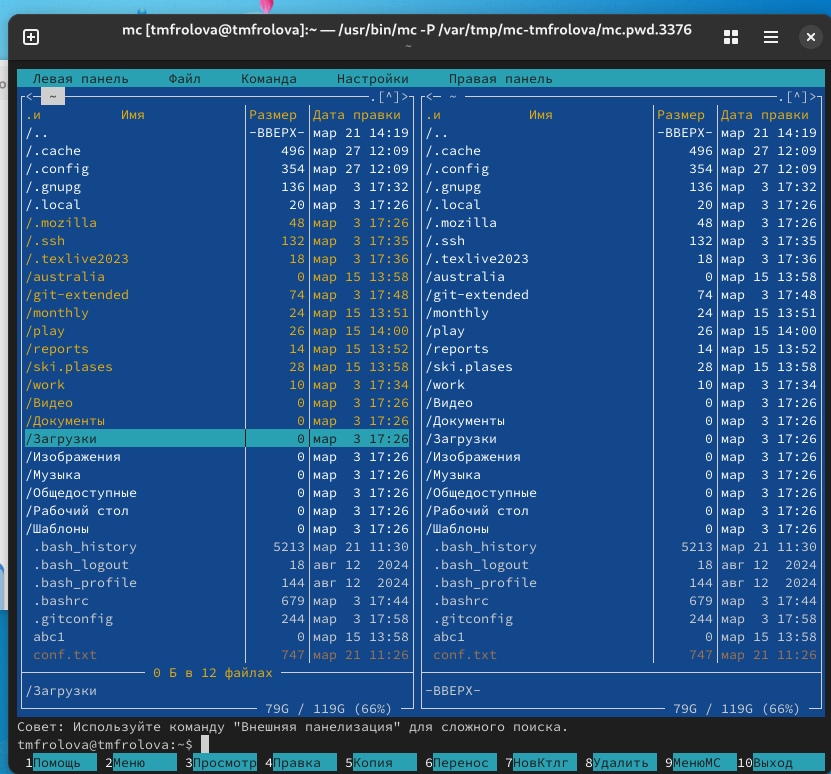 mc [tmfrolova@tmfrolova]:~ — /usr/bin/mc -P /var/tmp/mc-tmfrolova/mc.pwd.3376
~
Левая панель Файл Команда Настройки Правая панель
<— ~ .[^]> <— ~ .[^]>
.и Имя Размер Дата правки .и Имя Размер Дата правки
/.. -ВВЕРХ- мар 21 14:19 /.. -ВВЕРХ- мар 21 14:19
/.cache 496 мар 27 12:09 /.cache 496 мар 27 12:09
/.config 354 мар 27 12:09 /.config 354 мар 27 12:09
/.gnupg 136 мар 3 17:32 /.gnupg 136 мар 3 17:32
/.local 20 мар 3 17:26 /.local 20 мар 3 17:26
/.mozilla 48 мар 3 17:26 /.mozilla 48 мар 3 17:26
/.ssh 132 мар 3 17:35 /.ssh 132 мар 3 17:35
/.texlive2023 18 мар 3 17:36 /.texlive2023 18 мар 3 17:36
/australia 0 мар 15 13:58 /australia 0 мар 15 13:58
/git-extended 74 мар 3 17:48 /git-extended 74 мар 3 17:48
/monthly 24 мар 15 13:51 /monthly 24 мар 15 13:51
/play 26 мар 15 14:00 /play 26 мар 15 14:00
/reports 14 мар 15 13:52 /reports 14 мар 15 13:52
/ski.plases 28 мар 15 13:58 /ski.plases 28 мар 15 13:58
/work 10 мар 3 17:34 /work 10 мар 3 17:34
/Видео 0 мар 3 17:26 /Видео 0 мар 3 17:26
/Документы 0 мар 3 17:26 /Документы 0 мар 3 17:26
/Загрузки 0 мар 3 17:26 /Загрузки 0 мар 3 17:26
/Изображения 0 мар 3 17:26 /Изображения 0 мар 3 17:26
/Музыка 0 мар 3 17:26 /Музыка 0 мар 3 17:26
/Общедоступные 0 мар 3 17:26 /Общедоступные 0 мар 3 17:26
/Рабочий стол 0 мар 3 17:26 /Рабочий стол 0 мар 3 17:26
/Шаблоны 0 мар 3 17:26 /Шаблоны 0 мар 3 17:26
.bash_history 5213 мар 21 11:30 .bash_history 5213 мар 21 11:30
.bash_logout 18 авг 12 2024 .bash_logout 18 авг 12 2024
.bash_profile 144 авг 12 2024 .bash_profile 144 авг 12 2024
.bashrc 679 мар 3 17:44 .bashrc 679 мар 3 17:44
.gitconfig 244 мар 3 17:58 .gitconfig 244 мар 3 17:58
abc1 0 мар 15 13:58 abc1 0 мар 15 13:58
conf.txt 747 мар 21 11:26 conf.txt 747 мар 21 11:26
0 Б в 12 файлах
/Загрузки -ВВЕРХ-
79G / 119G (66%) 79G / 119G (66%)
Совет: Используйте команду "Внешняя панелизация" для сложного поиска.
tmfrolova@tmfrolova:~$
1Помощь 2Меню 3Просмотр 4Правка 5Копия 6Перенос 7НовКтлг 8Удалить 9МенюМС 10Выход